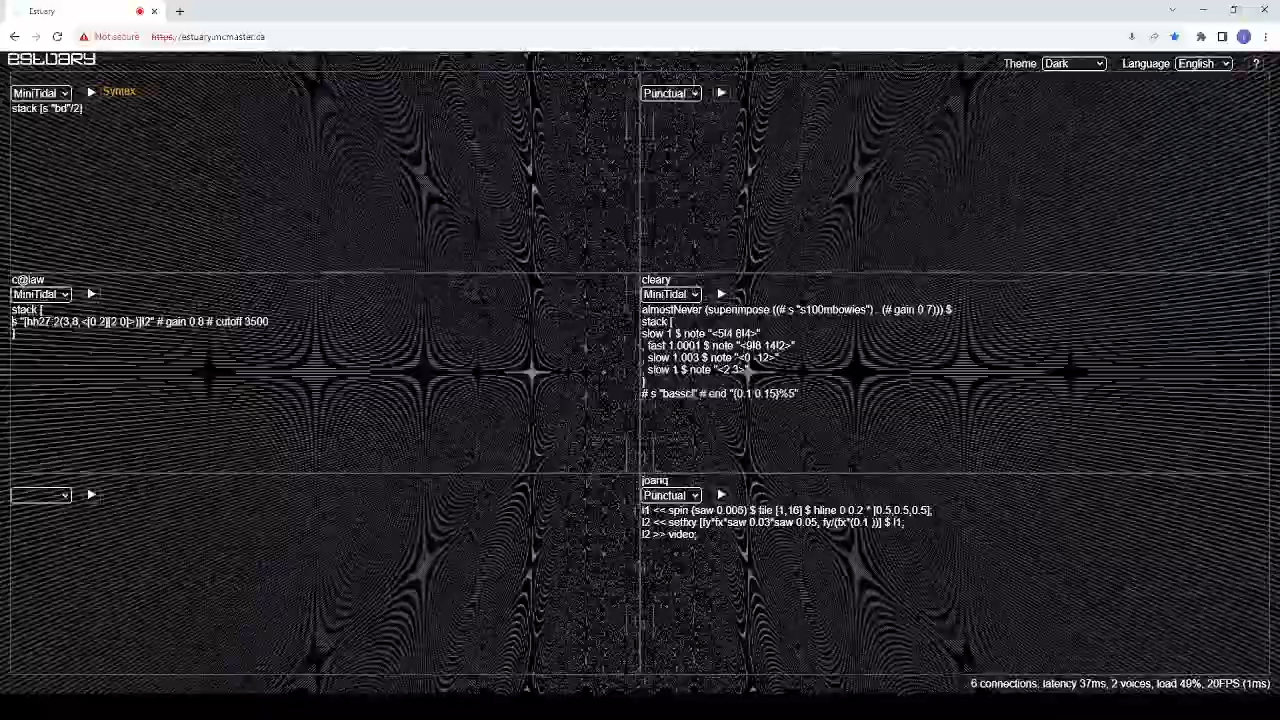 Estuary
Not secure https://estuary.mcmaster.ca
estuary
Theme Dark Language English ?
MiniTidal Syntax
stack [s "bd"/2]
Punctual
c@law
MiniTidal
stack [
s "[hh27:2(3,8,<[0 2][2 0]>)]!2" # gain 0.8 # cutoff 3500
]
cleary
MiniTidal
almostNever (superimpose ((# s "s100mbowies") . (# gain 0.7))) $
stack [
slow 1 $ note "<5!4 6!4>"
, fast 1.0001 $ note "<9!8 14!2>"
, slow 1.003 $ note "<0 -12>"
, slow 1 $ note "<2 3>"
]
# s "basscl" # end "{0.1 0.15}%5"
joanq
Punctual
l1 << spin (saw 0.006) $ tile [1,16] $ hline 0 0.2 * [0.5,0.5,0.5];
l2 << setfxy [fy*fx*saw 0.03*saw 0.05, fy/(fx*(0.1 ))] $ l1;
l2 >> video;
6 connections, latency 37ms, 2 voices, load 49%, 20FPS (1ms)